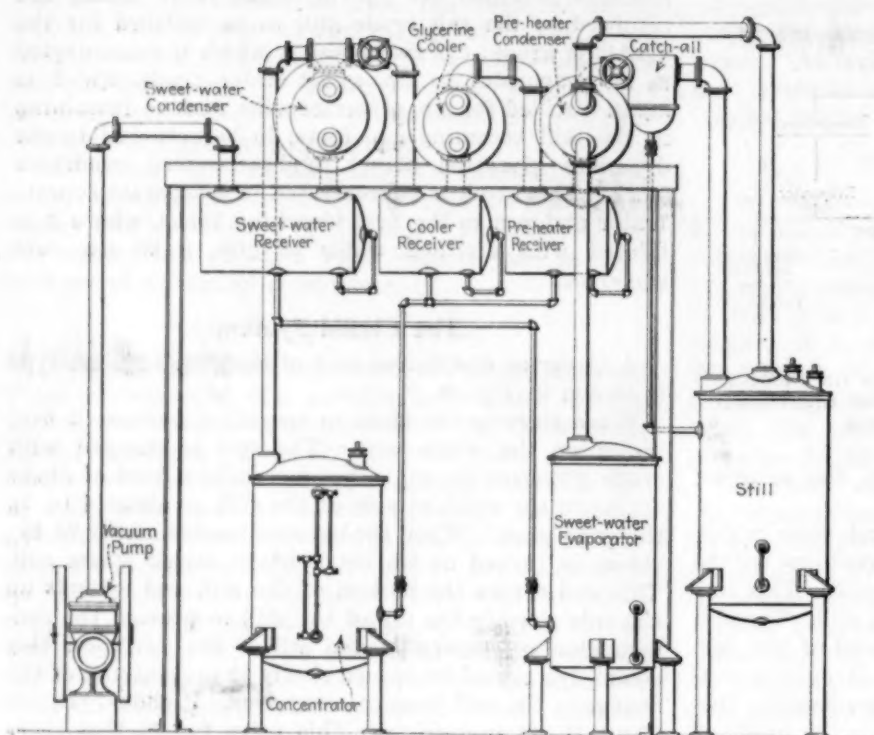 Glycerine
Cooler
Pre-heater
Condenser
Catch-all
Sweet-water
Condenser
Sweet-water
Receiver
Cooler
Receiver
Pre-heater
Receiver
Still
Sweet-water
Evaporator
Vacuum
Pump
Concentrator